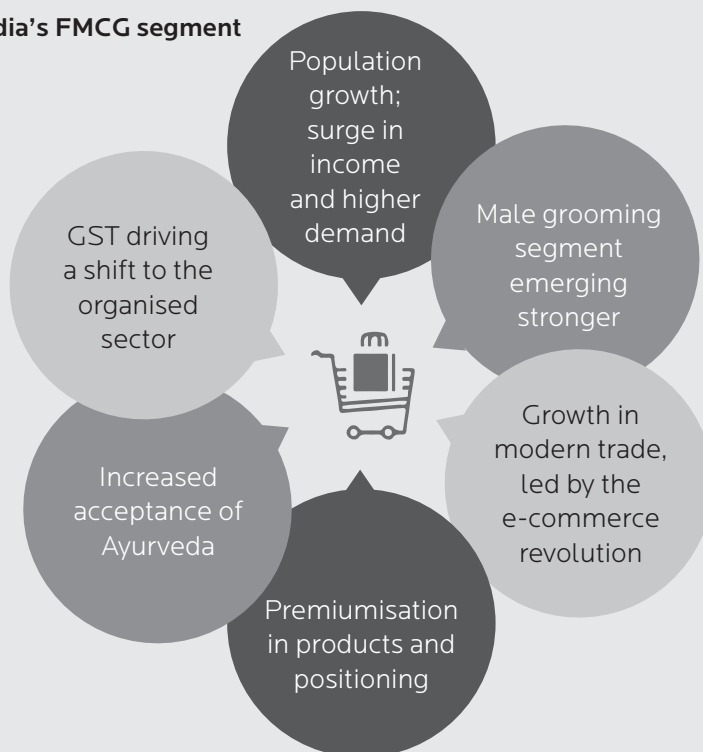 dia's FMCG segment
Population
growth;
surge in
income
and higher
demand
Male grooming
segment
emerging
stronger
Growth in
modern trade,
led by the
e-commerce
revolution
Premiumisation
in products and
positioning
Increased
acceptance of
Ayurveda
GST driving
a shift to the
organised
sector